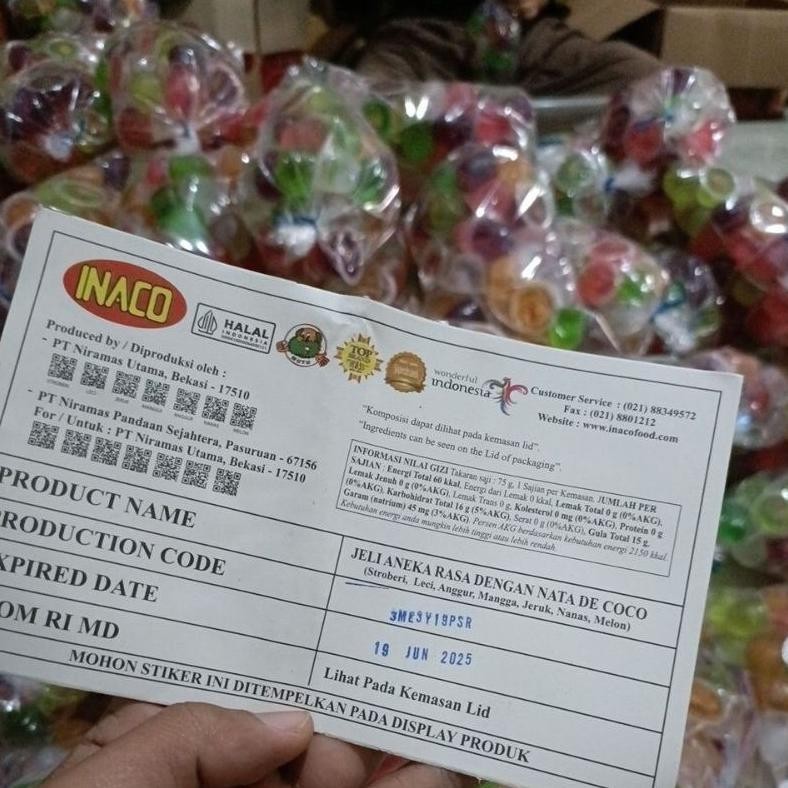 INACO
HALAL
INDONESIA
TOP
wonderful
indonesia
Customer Service : (021) 88349572
Fax : (021) 8801212
Website : www.inacofood.com
Produced by / Diproduksi oleh :
- PT Niramas Utama, Bekasi - 17510
- PT Niramas Pandaan Sejahtera, Pasuruan - 67156
For / Untuk : PT Niramas Utama, Bekasi - 17510
"Komposisi dapat dilihat pada kemasan lid".
"Ingredients can be seen on the Lid of packaging".
INFORMASI NILAI GIZI Takaran saji : 75 g, 1 Sajian per Kemasan. JUMLAH PER
SAJIAN : Energi Total 60 kkal, Energi dari Lemak 0 kkal, Lemak Total 0 g (0%AKG),
Lemak Jenuh 0 g (0%AKG), Lemak Trans 0 g, Kolesterol 0 mg (0%AKG), Protein 0 g
(0%AKG), Karbohidrat Total 16 g (5%AKG), Serat 0 g (0%AKG), Gula Total 15 g,
Garam (natrium) 45 mg (3%AKG). Persen AKG berdasarkan kebutuhan energi 2150 kkal.
Kebutuhan energi anda mungkin lebih tinggi atau lebih rendah.
PRODUCT NAME
JELI ANEKA RASA DENGAN NATA DE COCO
(Stroberi, Leci, Anggur, Mangga, Jeruk, Nanas, Melon)
RODUCTION CODE
3ME3Y19PSR
XPIRED DATE
19 JUN 2025
OM RI MD
Lihat Pada Kemasan Lid
MOHON STIKER INI DITEMPELKAN PADA DISPLAY PRODUK